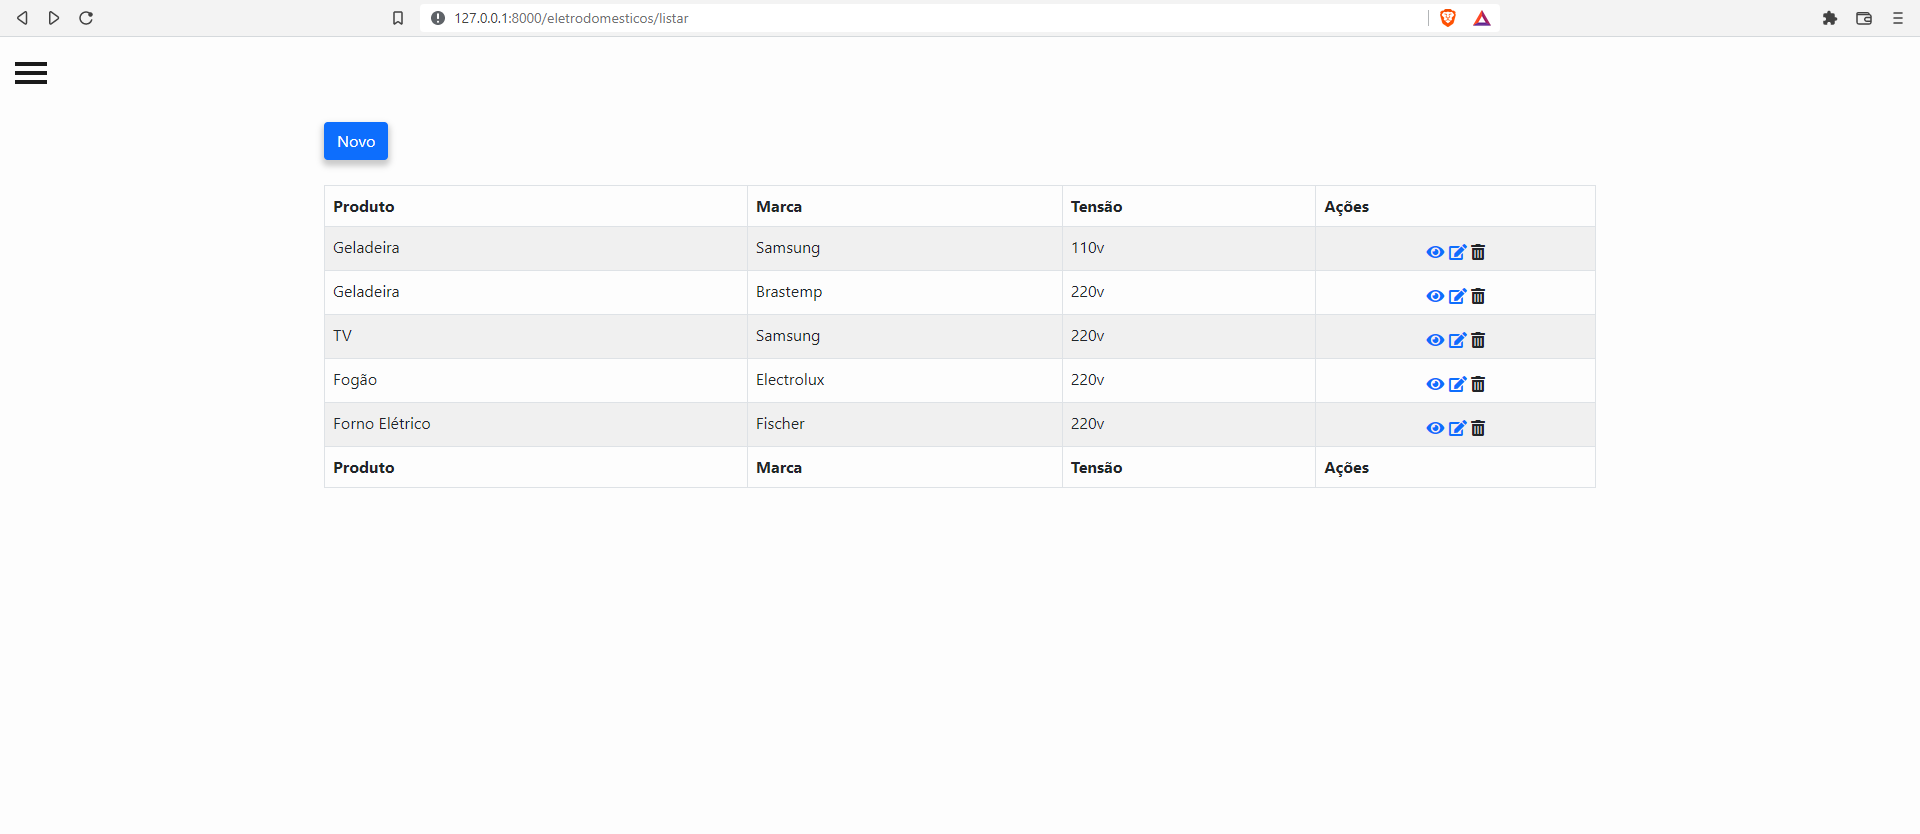 127.0.0.1:8000/eletrodomesticos/listar
Novo
Produto Marca Tensão Ações
Geladeira Samsung 110v
Geladeira Brastemp 220v
TV Samsung 220v
Fogão Electrolux 220v
Forno Elétrico Fischer 220v
Produto Marca Tensão Ações